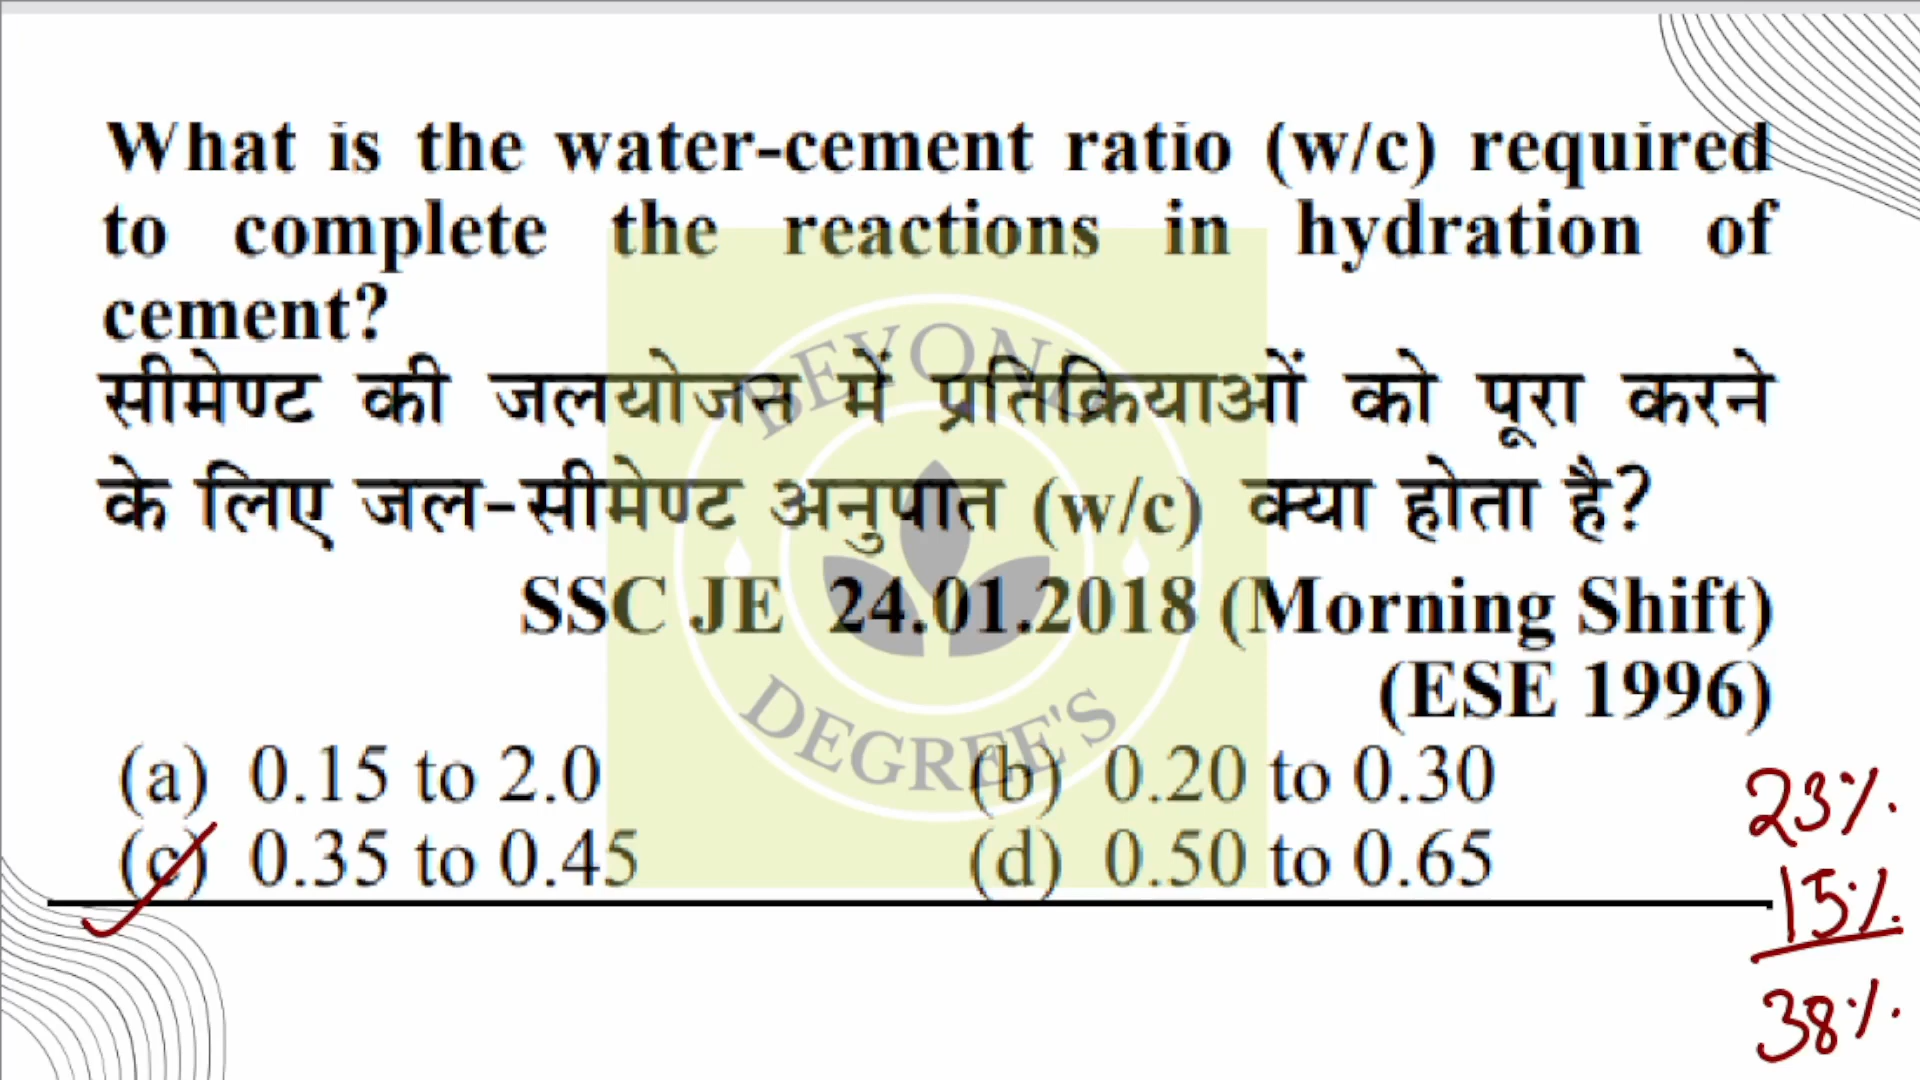 What is the water-cement ratio (w/c) required
to complete the reactions in hydration of
cement?
सीमेण्ट की जलयोजन में प्रतिक्रियाओं को पूरा करने
के लिए जल-सीमेण्ट अनुपात (w/c) क्या होता है?
SSC JE 24.01.2018 (Morning Shift)
(ESE 1996)
(a) 0.15 to 2.0 (b) 0.20 to 0.30
(c) 0.35 to 0.45 (d) 0.50 to 0.65
23%.
15%.
38%.
BEYOND
DEGREE'S